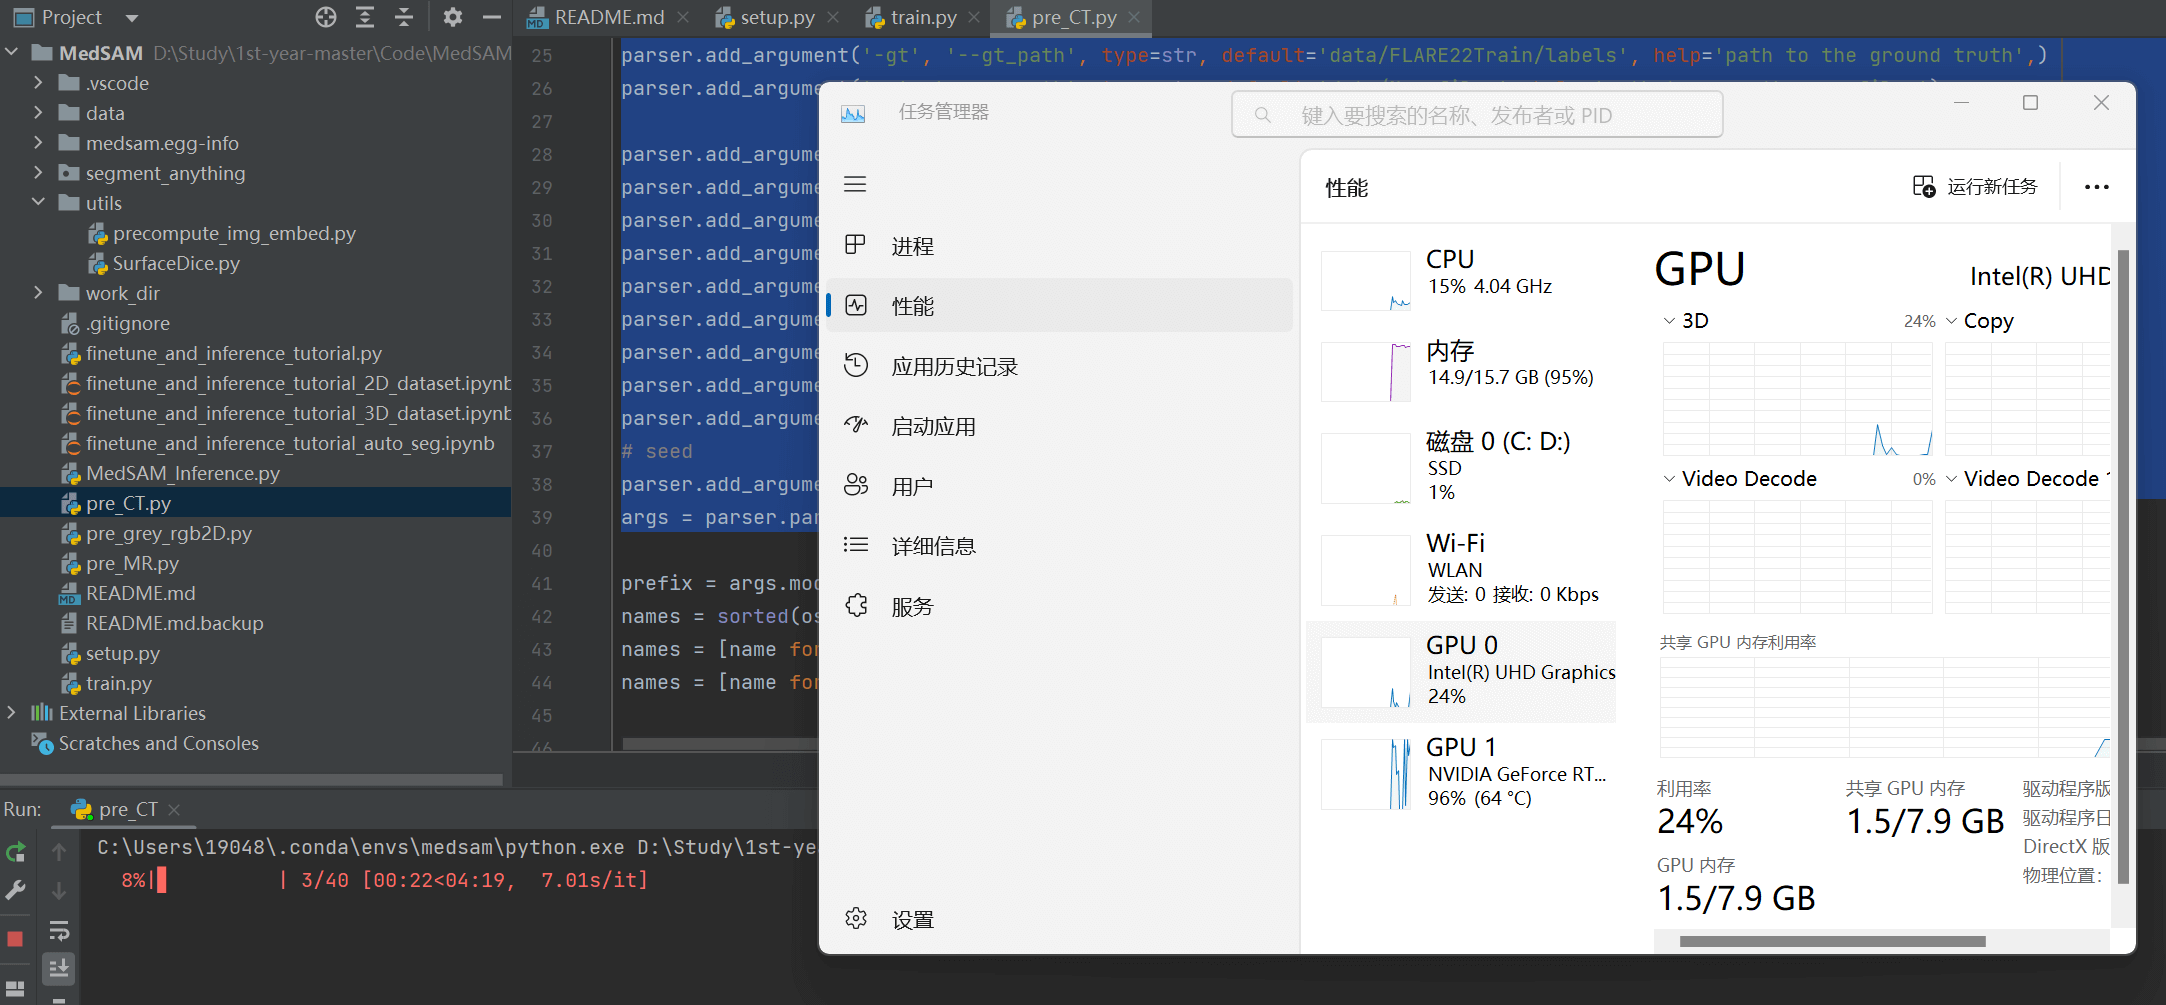 Project
MedSAM D:\Study\1st-year-master\Code\MedSAM
.vscode
data
medsam.egg-info
segment_anything
utils
precompute_img_embed.py
SurfaceDice.py
work_dir
.gitignore
finetune_and_inference_tutorial.py
finetune_and_inference_tutorial_2D_dataset.ipynb
finetune_and_inference_tutorial_3D_dataset.ipynb
finetune_and_inference_tutorial_auto_seg.ipynb
MedSAM_Inference.py
pre_CT.py
pre_grey_rgb2D.py
pre_MR.py
MD README.md
README.md.backup
setup.py
train.py
External Libraries
Scratches and Consoles
MD README.md setup.py train.py pre_CT.py
25 parser.add_argument('-gt', '--gt_path', type=str, default='data/FLARE22Train/labels', help='path to the ground truth',)
26 parser.add_argume
27
28 parser.add_argume
29 parser.add_argume
30 parser.add_argume
31 parser.add_argume
32 parser.add_argume
33 parser.add_argume
34 parser.add_argume
35 parser.add_argume
36 parser.add_argume
37 # seed
38 parser.add_argume
39 args = parser.par
40
41 prefix = args.mod
42 names = sorted(os
43 names = [name for
44 names = [name for
45
46
任务管理器
键入要搜索的名称、发布者或 PID
进程
性能
应用历史记录
启动应用
用户
详细信息
服务
设置
性能
运行新任务
CPU
15% 4.04 GHz
内存
14.9/15.7 GB (95%)
磁盘 0 (C: D:)
SSD
1%
Wi-Fi
WLAN
发送: 0 接收: 0 Kbps
GPU 0
Intel(R) UHD Graphics
24%
GPU 1
NVIDIA GeForce RT...
96% (64 °C)
GPU Intel(R) UHD
3D 24% Copy
Video Decode 0% Video Decode 1
共享 GPU 内存利用率
利用率
24%
共享 GPU 内存
1.5/7.9 GB
GPU 内存
1.5/7.9 GB
驱动程序版
驱动程序日
DirectX 版
物理位置:
Run: pre_CT
C:\Users\19048\.conda\envs\medsam\python.exe D:\Study\1st-ye
8%| | 3/40 [00:22<04:19, 7.01s/it]